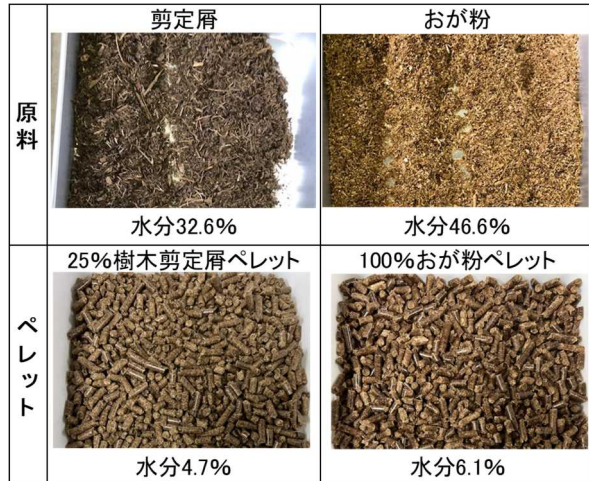 剪定屑
おが粉
原料
水分32.6%
水分46.6%
25%樹木剪定屑ペレット
100%おが粉ペレット
ペレット
水分4.7%
水分6.1%